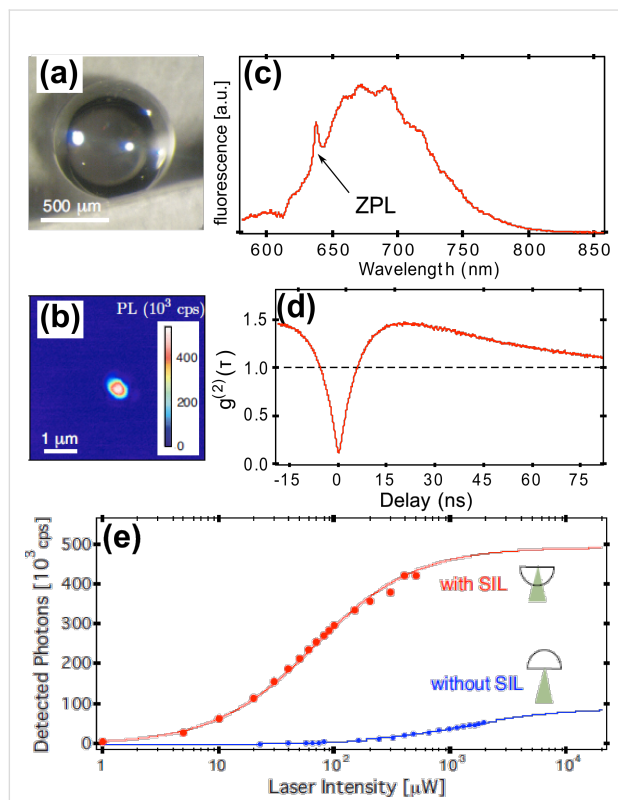 (a)
500 μm
(b)
PL (10³ cps)
400
200
0
1 μm
(c)
fluorescence [a.u.]
ZPL
600
650
700
750
800
850
Wavelength (nm)
(d)
g⁽²⁾(τ)
1.5
1.0
0.5
0.0
-15
0
15
30
45
60
75
Delay (ns)
(e)
Detected Photons [10³ cps]
500
400
300
200
100
0
with SIL
without SIL
1
10
10²
10³
10⁴
Laser Intensity [μW]